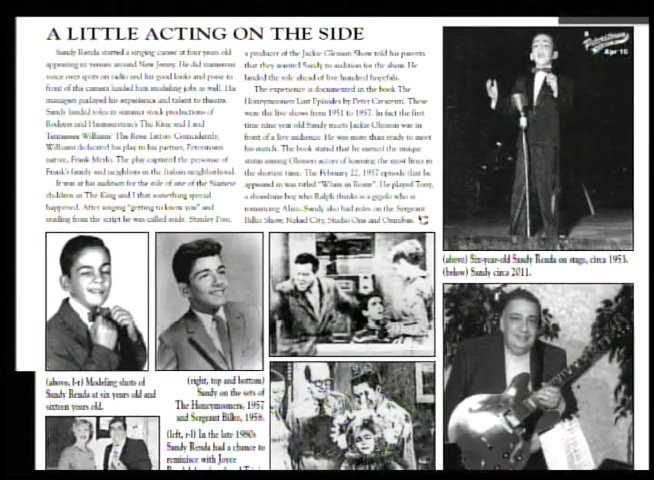 A LITTLE ACTING ON THE SIDE
Sandy Renda started a singing career at four years old
appearing in venues around New Jersey. He did numerous
voice over spots on radio and his good looks and poise in
front of the camera landed him modeling jobs as well. His
managers parlayed his experience and talent to theatre.
Sandy landed roles in summer stock productions of
Rodgers and Hammerstein's The King and I and
Tennessee Williams' The Rose Tattoo. Coincidently,
Williams dedicated his play to his partner, Peterstown
native, Frank Merlo. The play captured the personae of
Frank's family and neighbors in the Italian neighborhood.
It was at his audition for the role of one of the Siamese
children in The King and I that something special
happened. After singing "getting to know you" and
reading from the script he was called aside. Stanley Poss,
a producer of the Jackie Gleason Show told his parents
that they wanted Sandy to audition for the show. He
landed the role ahead of five hundred hopefuls.
The experience is documented in the book The
Honeymooners Lost Episodes by Peter Crescenti. These
were the live shows from 1951 to 1957. In fact the first
time nine year old Sandy meets Jackie Gleason was in
front of a live audience. He was more than ready to meet
his match. The book stated that he earned the unique
status among Gleason actors of learning the most lines in
the shortest time. The February 22, 1957 episode that he
appeared in was titled "When in Rome". He played Tony,
a shoeshine boy who Ralph thinks is a gigolo who is
romancing Alice. Sandy also had roles on the Sergeant
Bilko Show, Naked City, Studio One and Omnibus.
Peterstown
Apr 16
(above) Six-year-old Sandy Renda on stage, circa 1953.
(below) Sandy circa 2011.
(above, l-r) Modeling shots of
Sandy Renda at six years old and
sixteen years old.
(right, top and bottom)
Sandy on the sets of
The Honeymooners, 1957
and Sergeant Bilko, 1958.
(left, r-l) In the late 1980s
Sandy Renda had a chance to
reminisce with Joyce